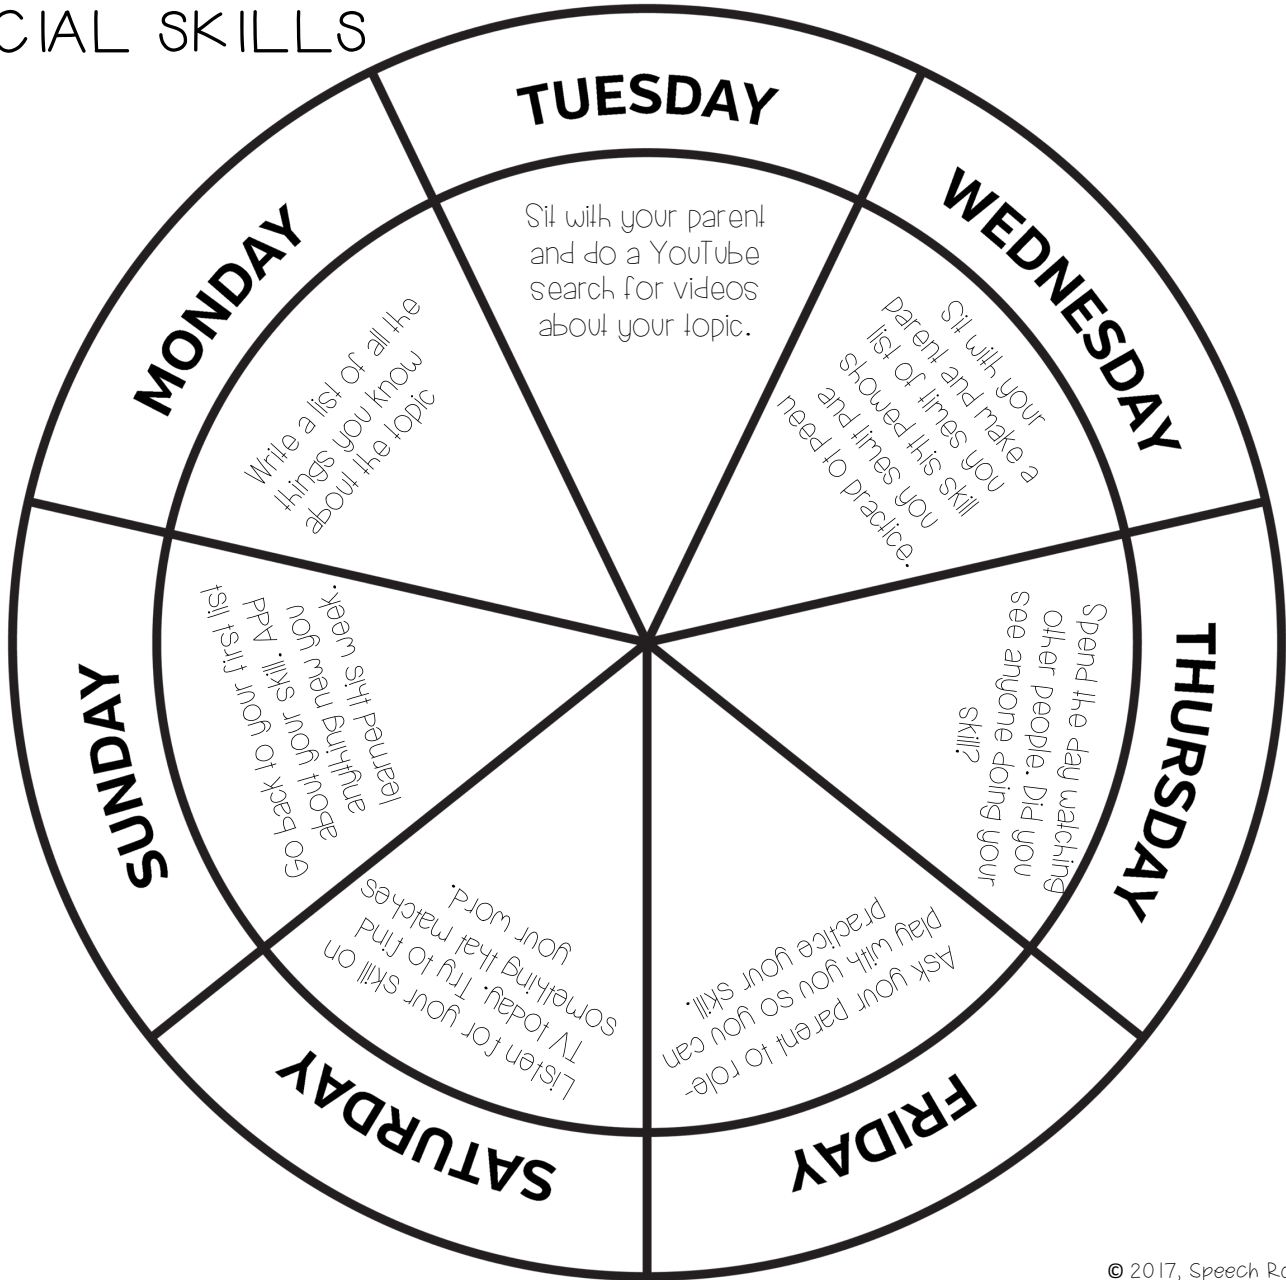 CIAL SKILLS
MONDAY
Write a list of all the
things you know
about the topic
TUESDAY
Sit with your parent
and do a YouTube
search for videos
about your topic.
WEDNESDAY
Sit with your
parent and make a
list of times you
showed this skill
and times you
need to practice.
THURSDAY
Spend the day watching
other people. Did you
see anyone doing your
skill?
FRIDAY
Ask your parent to role-
play with you so you can
practice your skill.
SATURDAY
Listen for your skill on
TV today. Try to find
something that matches
your word.
SUNDAY
Go back to your first list
about your skill. Add
anything new you
learned this week.
© 2017, Speech Ro